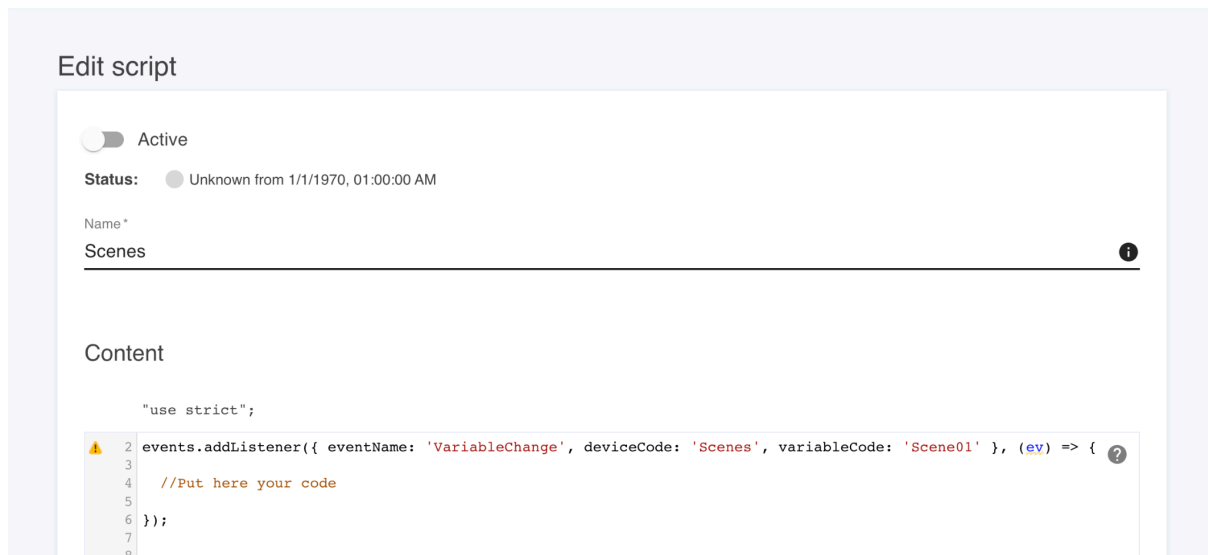 Edit script
Active
Status: Unknown from 1/1/1970, 01:00:00 AM
Name*
Scenes
Content
"use strict";
2 events.addListener({ eventName: 'VariableChange', deviceCode: 'Scenes', variableCode: 'Scene01' }, (ev) => {
3
4 //Put here your code
5
6 });
7
8